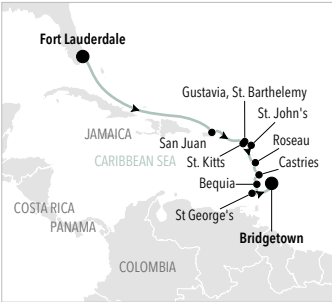 Fort Lauderdale
Gustavia, St. Barthelemy
St. John's
JAMAICA
San Juan
Roseau
CARIBBEAN SEA
St. Kitts
Castries
Bequia
COSTA RICA
St George's
PANAMA
Bridgetown
COLOMBIA